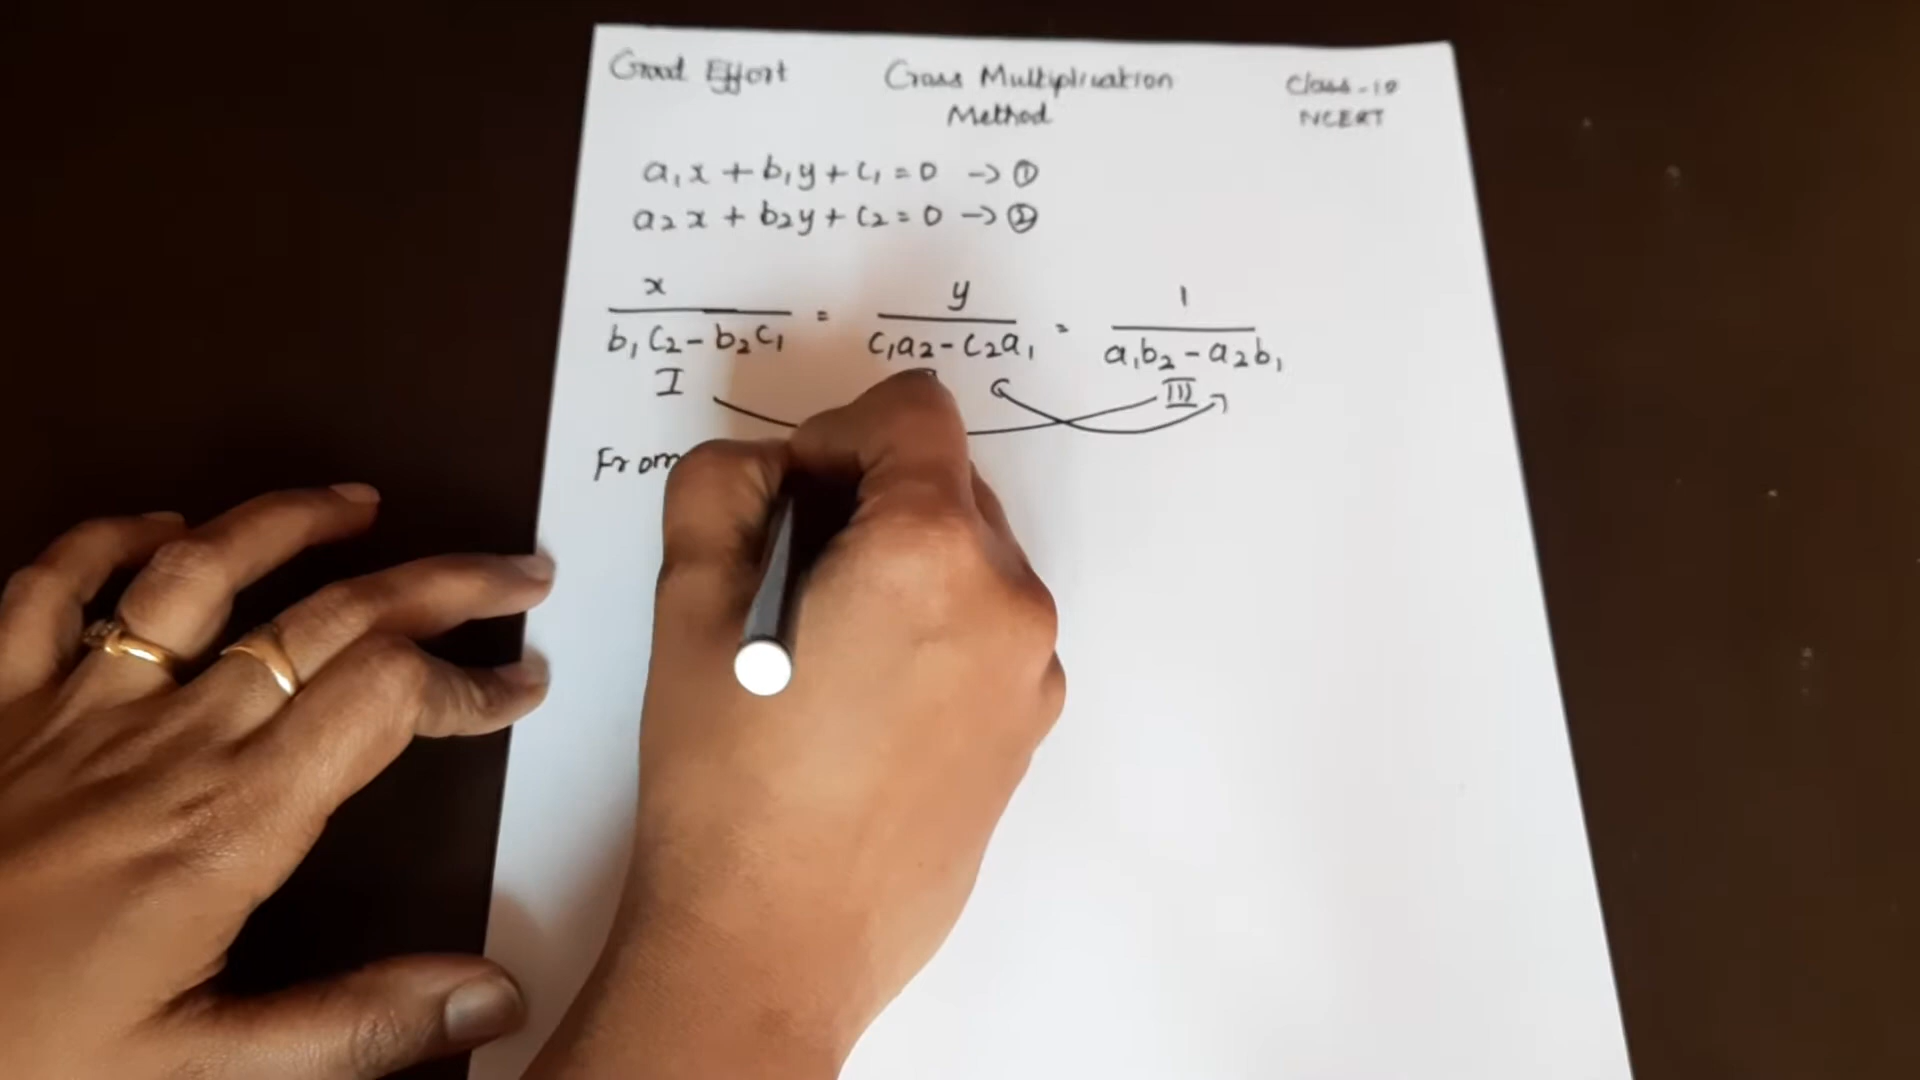 Good Effort Cross Multiplication Class-10
Method NCERT
a₁x + b₁y + c₁ = 0 -> ①
a₂x + b₂y + c₂ = 0 -> ②
x = y = 1
b₁c₂ - b₂c₁ c₁a₂ - c₂a₁ a₁b₂ - a₂b₁
I III
From